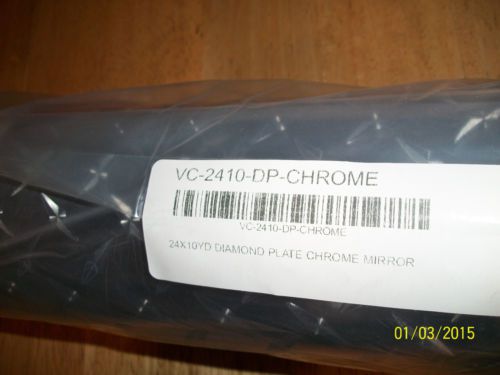 VC-2410-DP-CHROME
VC-2410-DP-CHROME
24X10YD DIAMOND PLATE CHROME MIRROR
01/03/2015